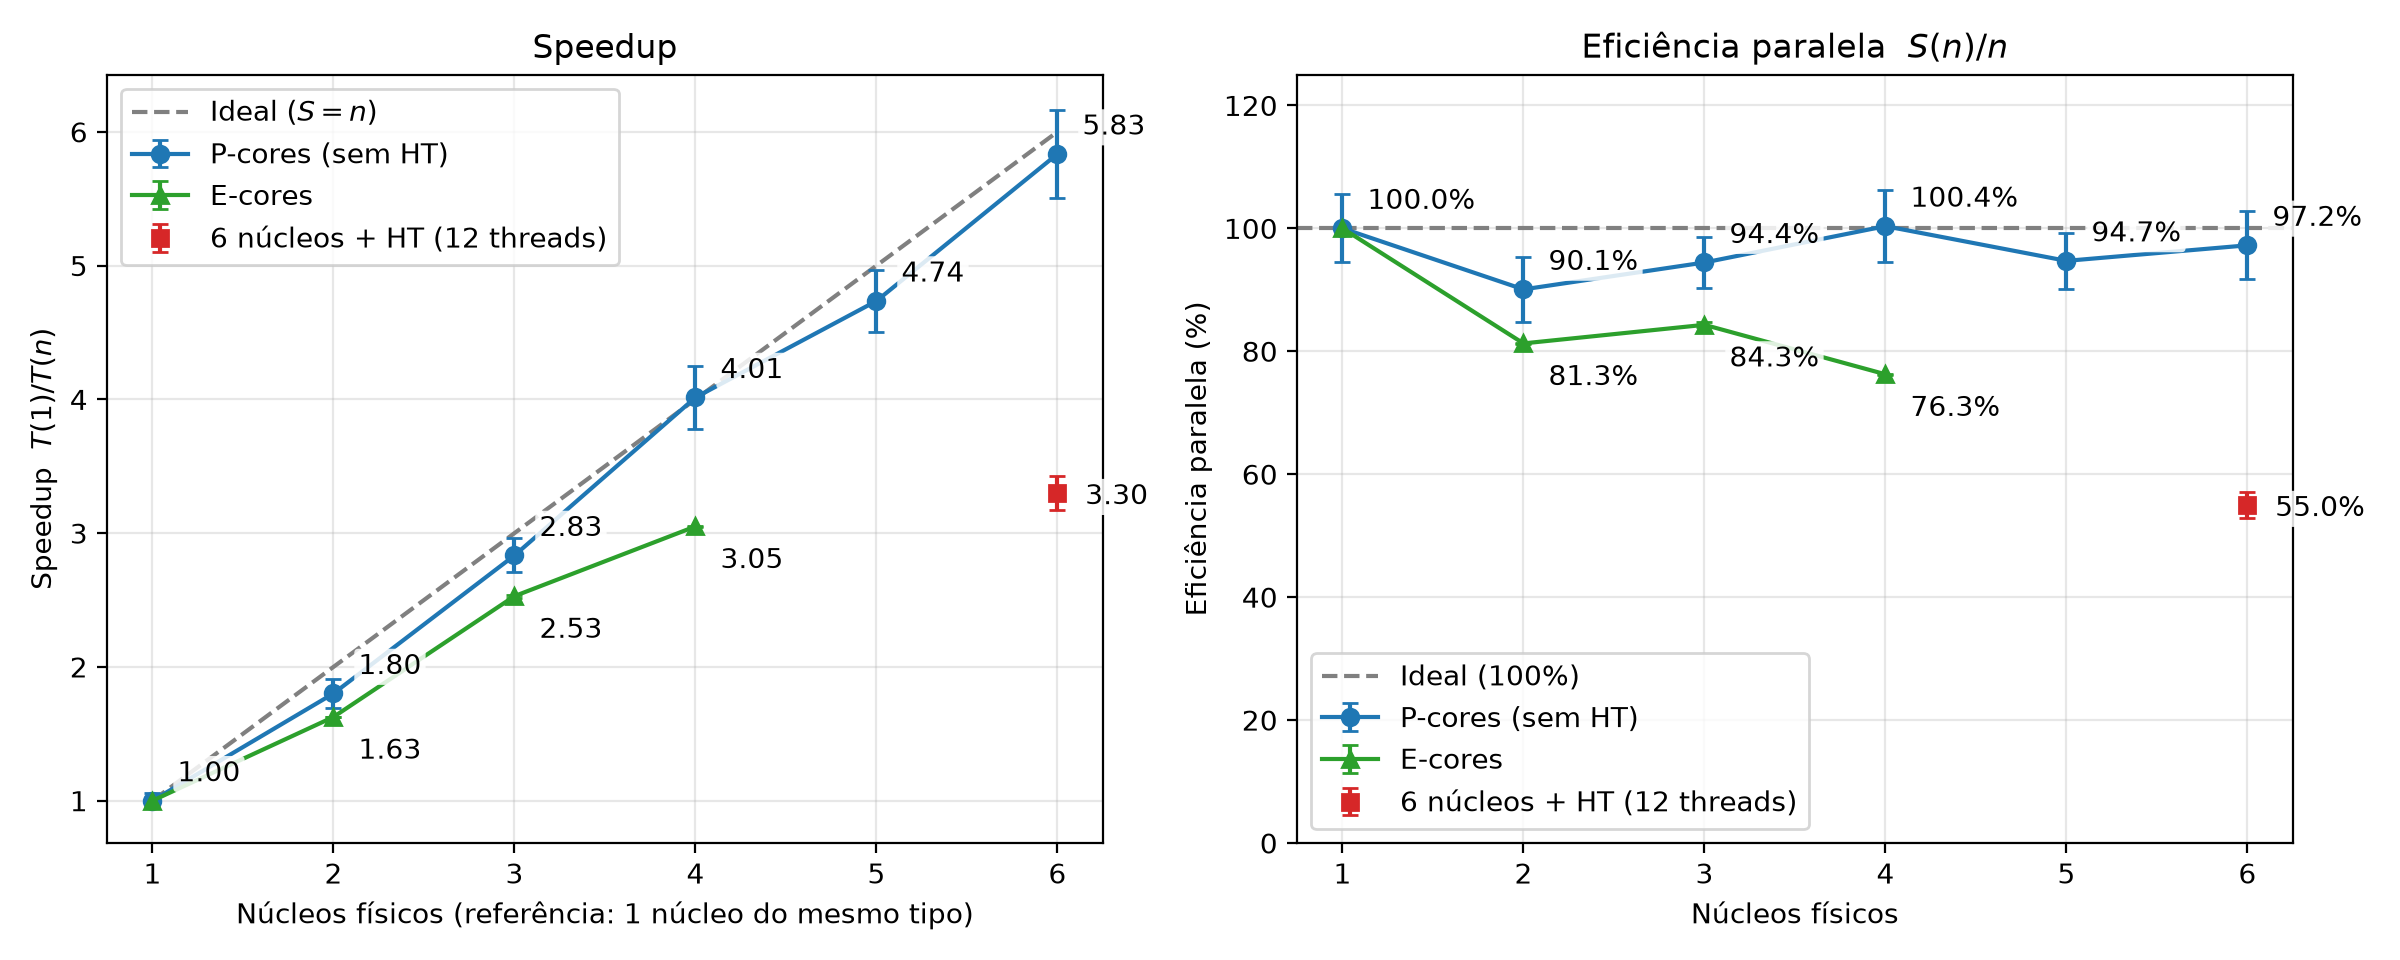 Speedup
Speedup T(1)/T(n)
6
5
4
3
2
1
Ideal (S = n)
P-cores (sem HT)
E-cores
6 núcleos + HT (12 threads)
5.83
4.74
4.01
3.30
2.83
3.05
2.53
1.80
1.63
1.00
1 2 3 4 5 6
Núcleos físicos (referência: 1 núcleo do mesmo tipo)
Eficiência paralela S(n)/n
Eficiência paralela (%)
120
100
80
60
40
20
0
100.0%
90.1%
94.4%
100.4%
94.7%
97.2%
81.3%
84.3%
76.3%
55.0%
Ideal (100%)
P-cores (sem HT)
E-cores
6 núcleos + HT (12 threads)
1 2 3 4 5 6
Núcleos físicos